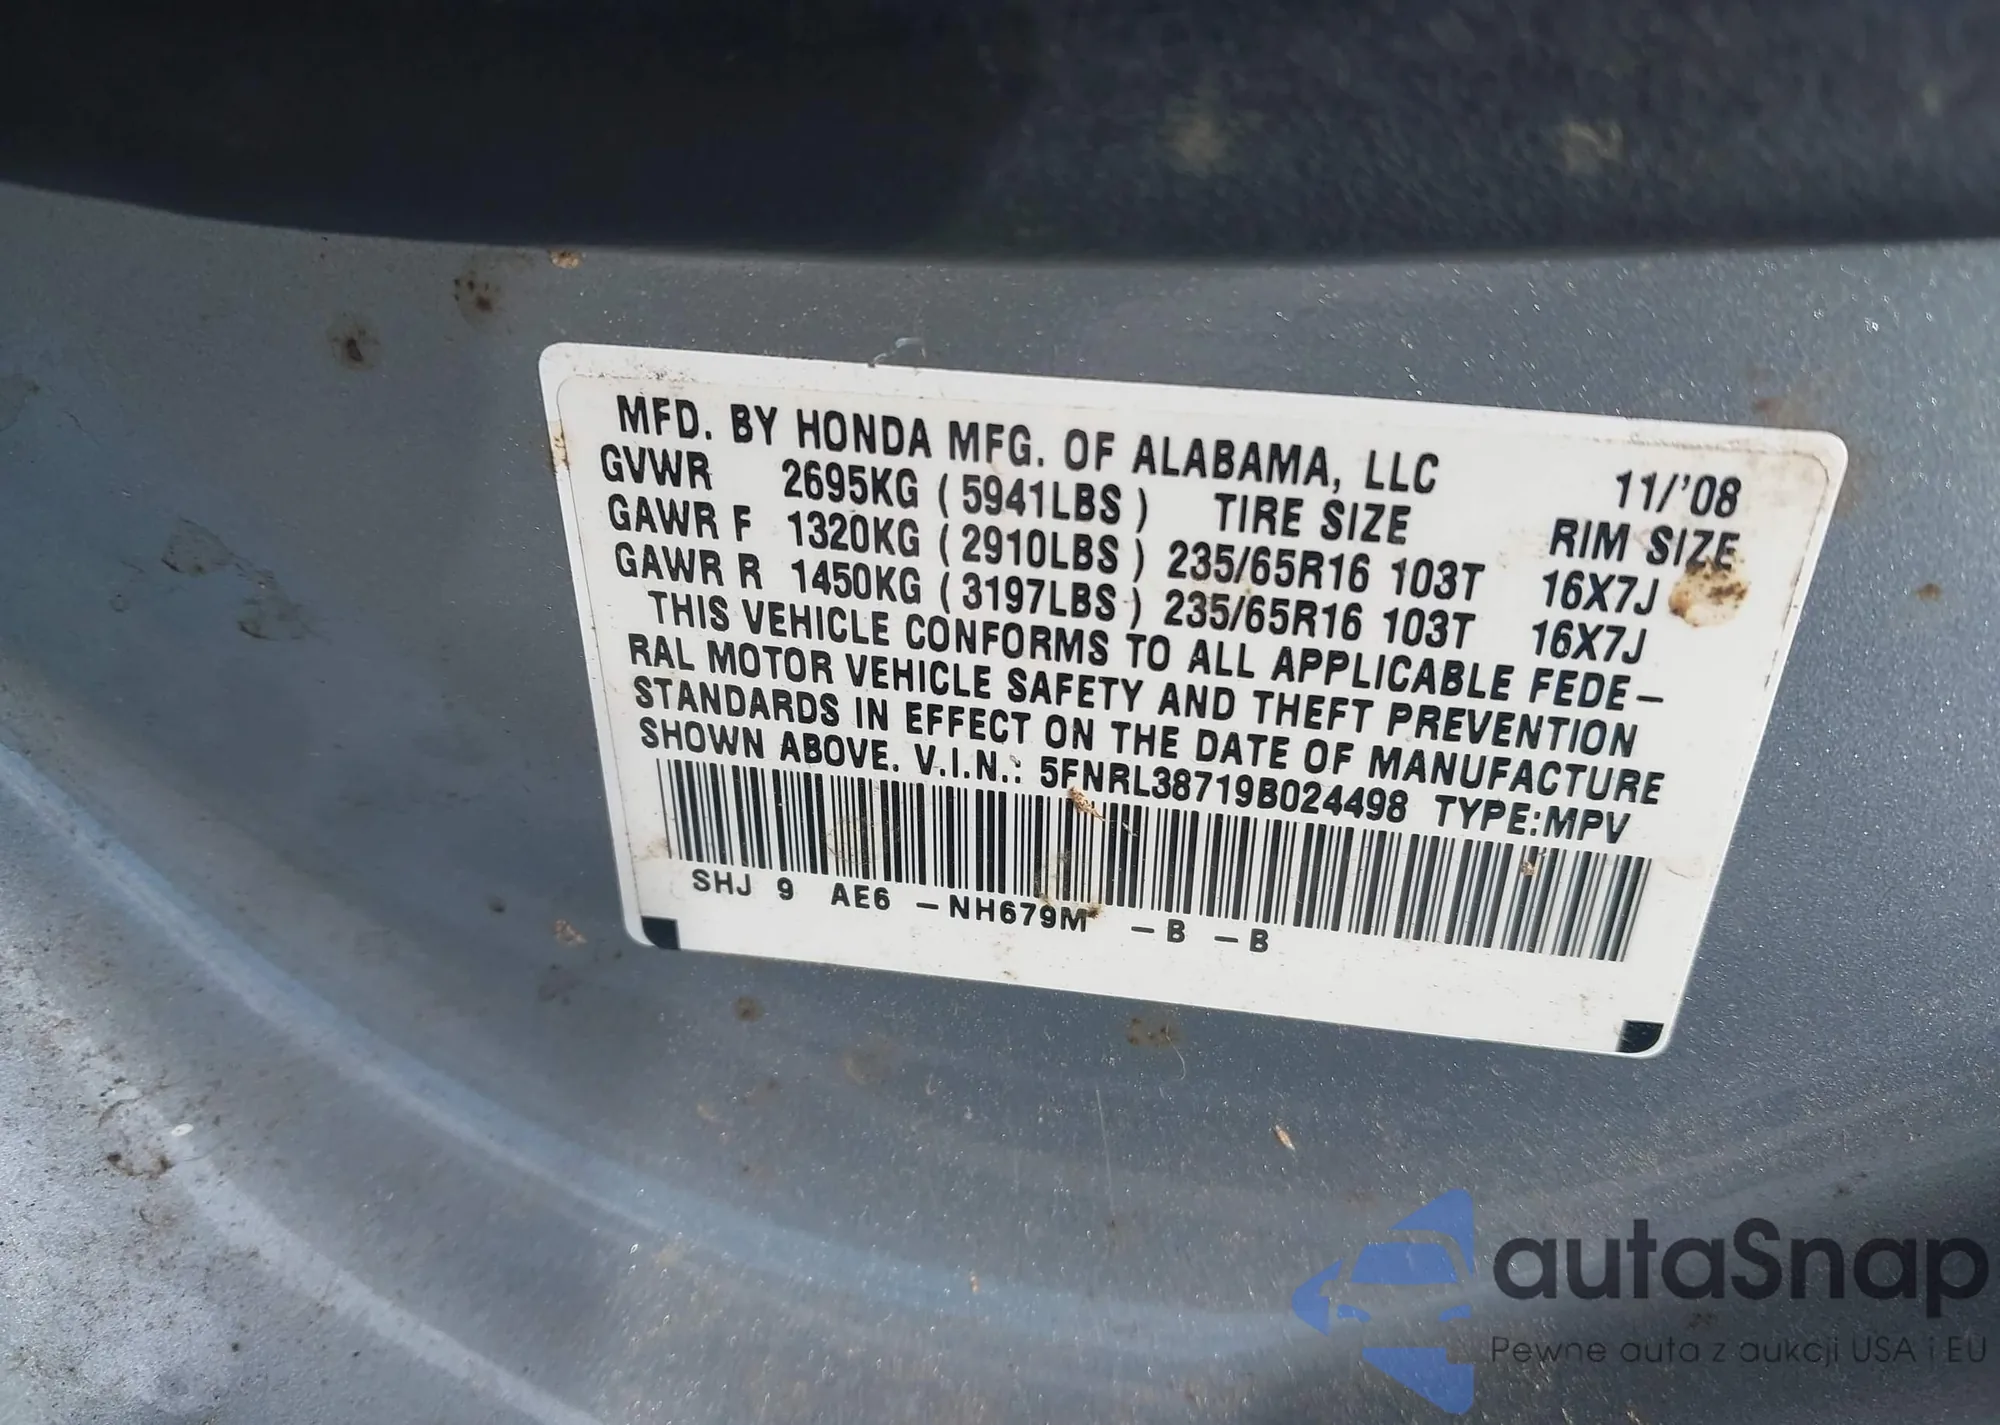 MFD. BY HONDA MFG. OF ALABAMA, LLC 11/'08
GVWR 2695KG ( 5941LBS ) TIRE SIZE RIM SIZE
GAWR F 1320KG ( 2910LBS ) 235/65R16 103T 16X7J
GAWR R 1450KG ( 3197LBS ) 235/65R16 103T 16X7J
THIS VEHICLE CONFORMS TO ALL APPLICABLE FEDE-
RAL MOTOR VEHICLE SAFETY AND THEFT PREVENTION
STANDARDS IN EFFECT ON THE DATE OF MANUFACTURE
SHOWN ABOVE. V.I.N.: 5FNRL38719B024498 TYPE:MPV
SHJ 9 AE6 -NH679M -B -B
autaSnap
Pewne auta z aukcji USA i EU